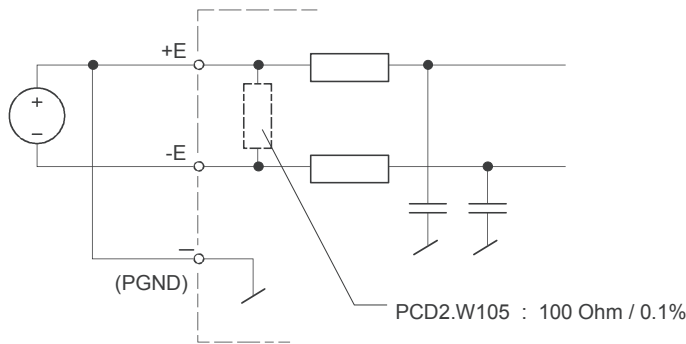 +E
+
–
-E
–
(PGND)
PCD2.W105 : 100 Ohm / 0.1%